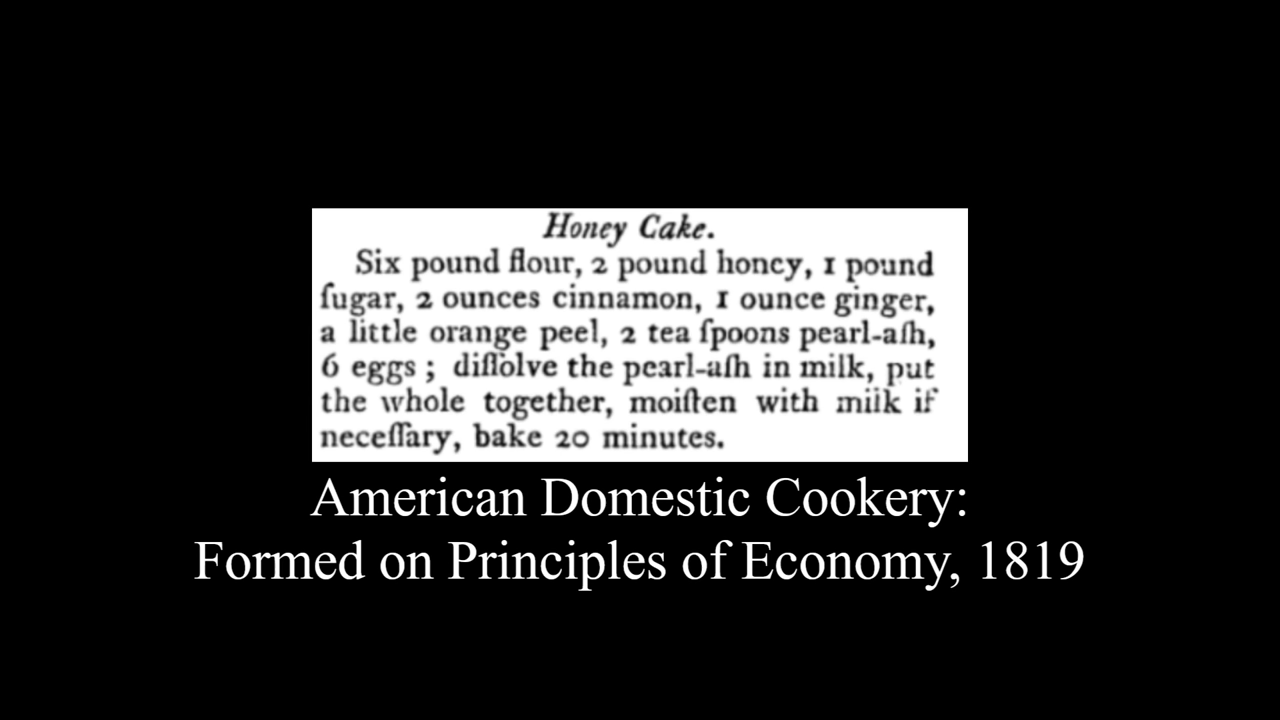 Honey Cake.
Six pound flour, 2 pound honey, 1 pound
ſugar, 2 ounces cinnamon, 1 ounce ginger,
a little orange peel, 2 tea ſpoons pearl-aſh,
6 eggs; diſſolve the pearl-aſh in milk, put
the whole together, moiſten with milk if
neceſſary, bake 20 minutes.
American Domestic Cookery:
Formed on Principles of Economy, 1819